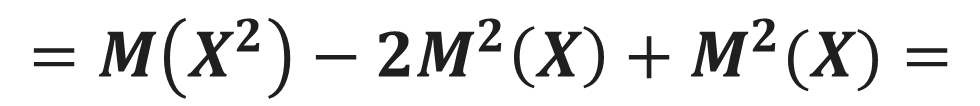 = M(X²) − 2M²(X) + M²(X) =